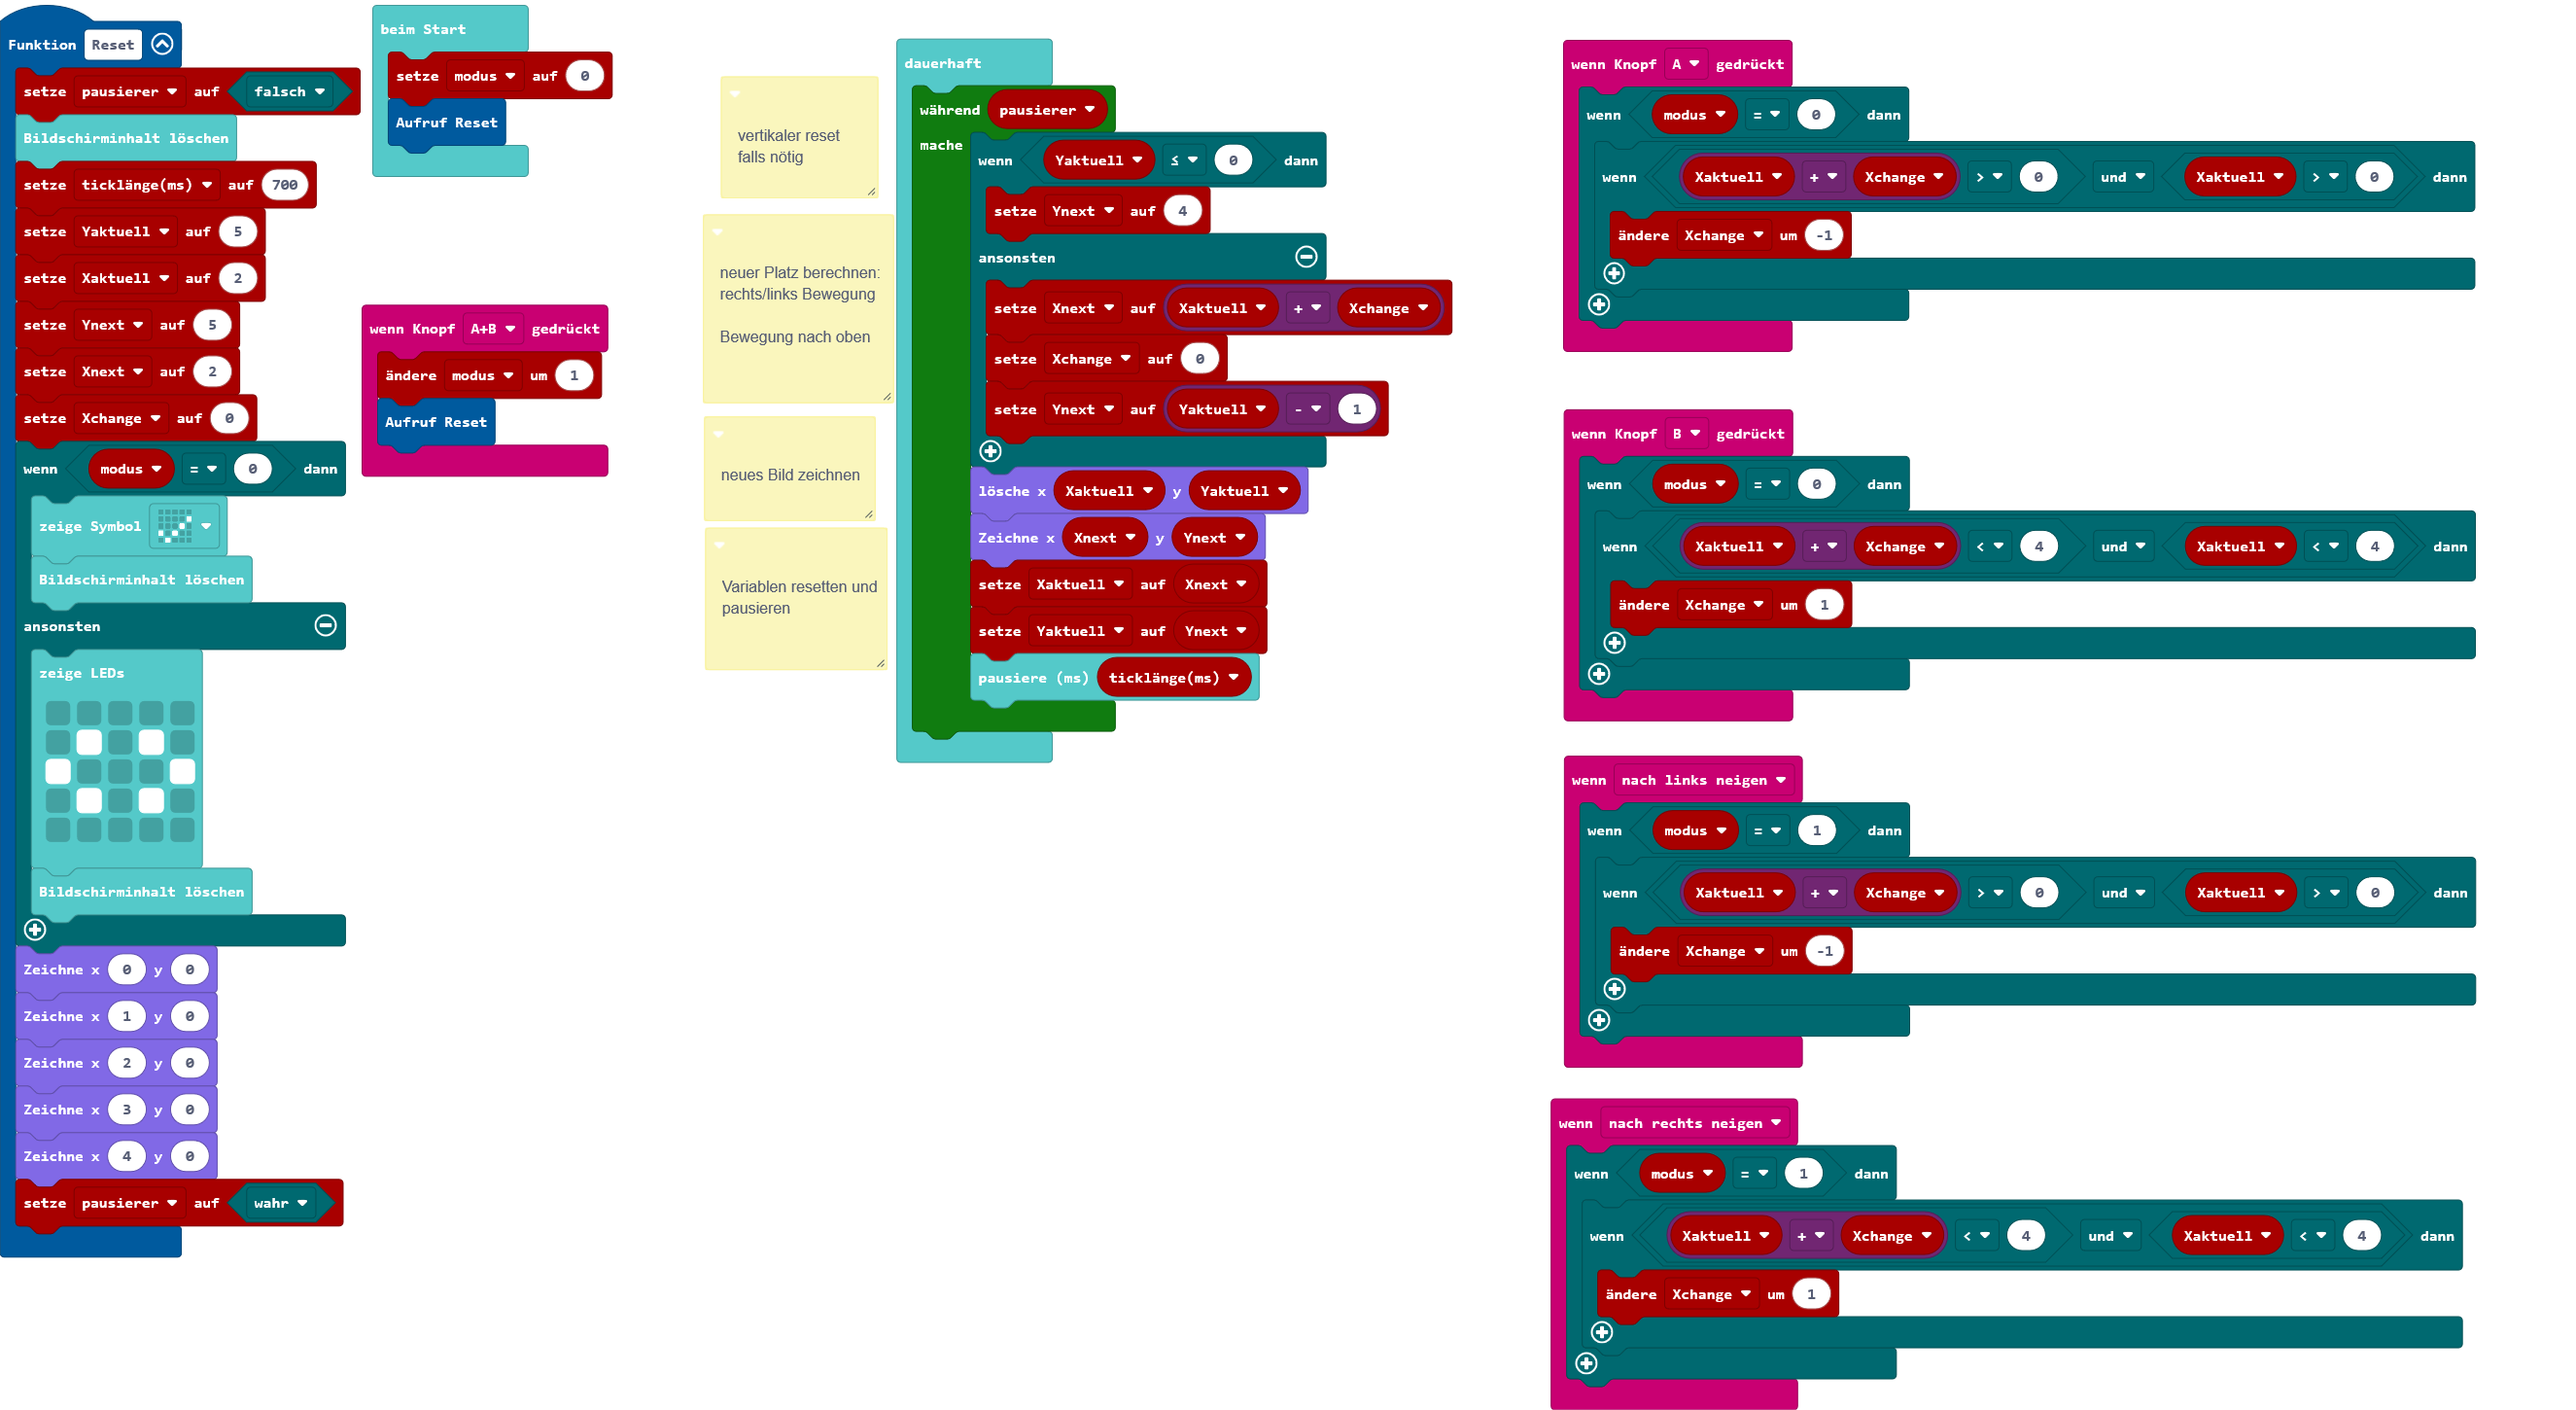 Funktion Reset
setze pausierer auf falsch
Bildschirminhalt löschen
setze ticklänge(ms) auf 700
setze Yaktuell auf 5
setze Xaktuell auf 2
setze Ynext auf 5
setze Xnext auf 2
setze Xchange auf 0
wenn modus = 0 dann
zeige Symbol
Bildschirminhalt löschen
ansonsten
zeige LEDs
Bildschirminhalt löschen
Zeichne x 0 y 0
Zeichne x 1 y 0
Zeichne x 2 y 0
Zeichne x 3 y 0
Zeichne x 4 y 0
setze pausierer auf wahr
beim Start
setze modus auf 0
Aufruf Reset
wenn Knopf A+B gedrückt
ändere modus um 1
Aufruf Reset
vertikaler reset
falls nötig
neuer Platz berechnen:
rechts/links Bewegung
Bewegung nach oben
neues Bild zeichnen
Variablen resetten und
pausieren
dauerhaft
während pausierer
mache
wenn Yaktuell ≤ 0 dann
setze Ynext auf 4
ansonsten
setze Xnext auf Xaktuell + Xchange
setze Xchange auf 0
setze Ynext auf Yaktuell - 1
lösche x Xaktuell y Yaktuell
Zeichne x Xnext y Ynext
setze Xaktuell auf Xnext
setze Yaktuell auf Ynext
pausiere (ms) ticklänge(ms)
wenn Knopf A gedrückt
wenn modus = 0 dann
wenn Xaktuell + Xchange > 0 und Xaktuell > 0 dann
ändere Xchange um -1
wenn Knopf B gedrückt
wenn modus = 0 dann
wenn Xaktuell + Xchange < 4 und Xaktuell < 4 dann
ändere Xchange um 1
wenn nach links neigen
wenn modus = 1 dann
wenn Xaktuell + Xchange > 0 und Xaktuell > 0 dann
ändere Xchange um -1
wenn nach rechts neigen
wenn modus = 1 dann
wenn Xaktuell + Xchange < 4 und Xaktuell < 4 dann
ändere Xchange um 1